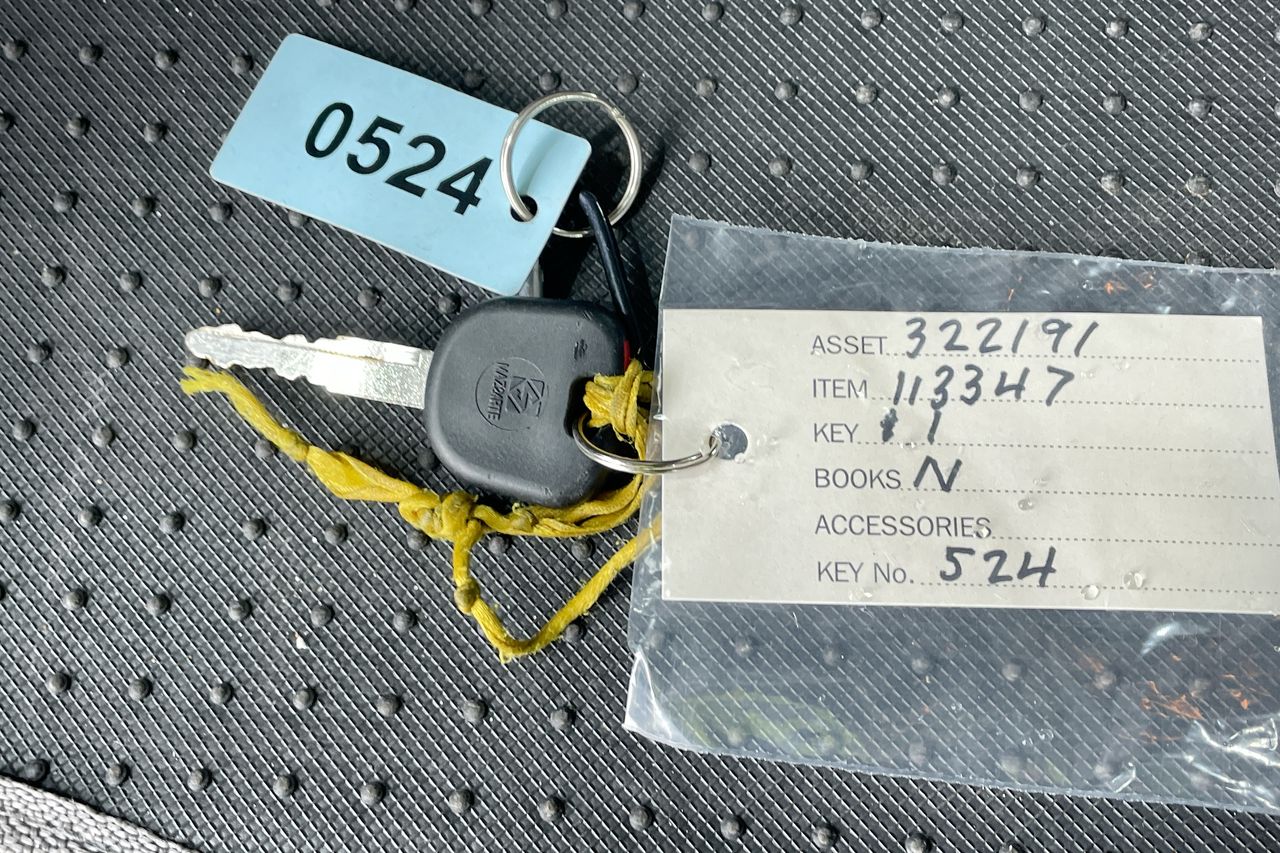 0524
ASSET 322191
ITEM 113347
KEY 1
BOOKS N
ACCESSORIES
KEY No. 524